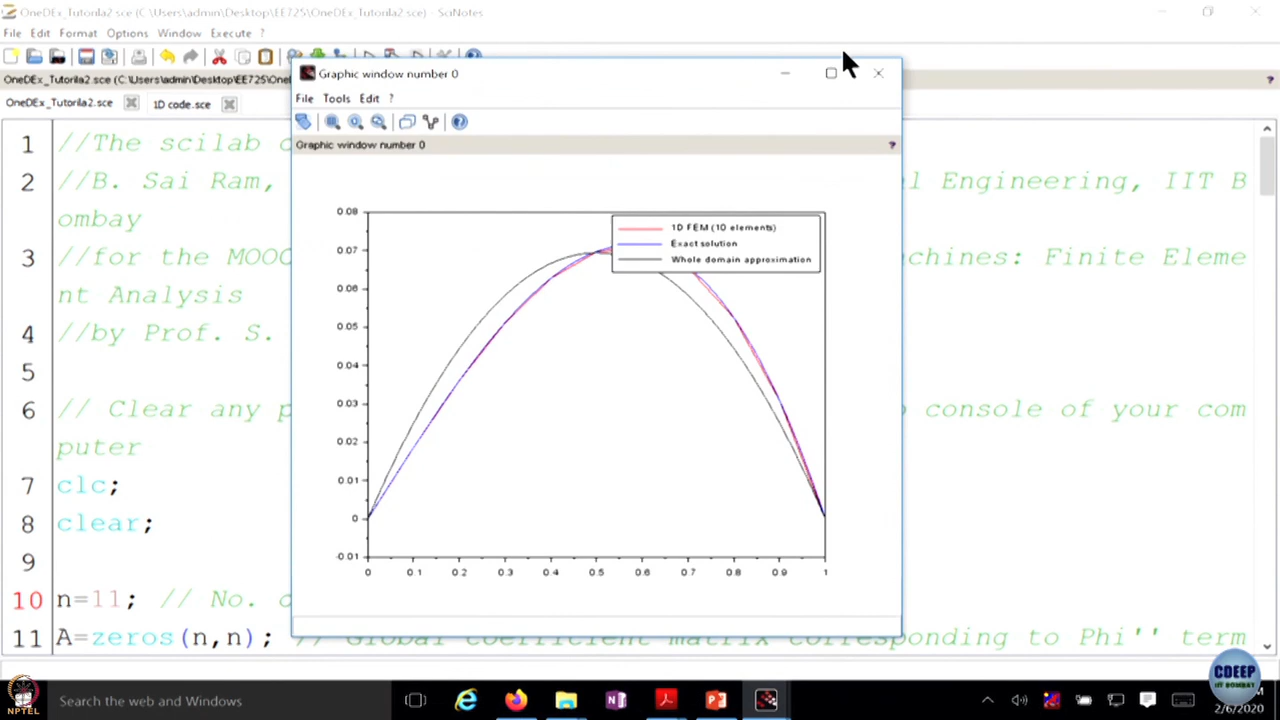 OneDEx_Tutorila2.sce (C:\Users\admin\Desktop\EE725\OneDEx_Tutorila2.sce) - SciNotes
File Edit Format Options Window Execute ?
OneDEx_Tutorila2.sce (C:\Users\admin\Desktop\EE725\OneD
OneDEx_Tutorila2.sce
1D code.sce
Graphic window number 0
File Tools Edit ?
Graphic window number 0
?
?
1 //The scilab
2 //B. Sai Ram, al Engineering, IIT B
ombay
3 //for the MOOC achines: Finite Eleme
nt Analysis
4 //by Prof. S.
5
6 // Clear any p console of your com
puter
7 clc;
8 clear;
9
10 n=11; // No.
11 A=zeros(n,n); // Global coefficient matrix corresponding to Phi'' term
0.08
0.07
0.06
0.05
0.04
0.03
0.02
0.01
0
-0.01
0 0.1 0.2 0.3 0.4 0.5 0.6 0.7 0.8 0.9 1
1D FEM (10 elements)
Exact solution
Whole domain approximation
NPTEL
Search the web and Windows
CDEEP
IIT BOMBAY
2/6/2020